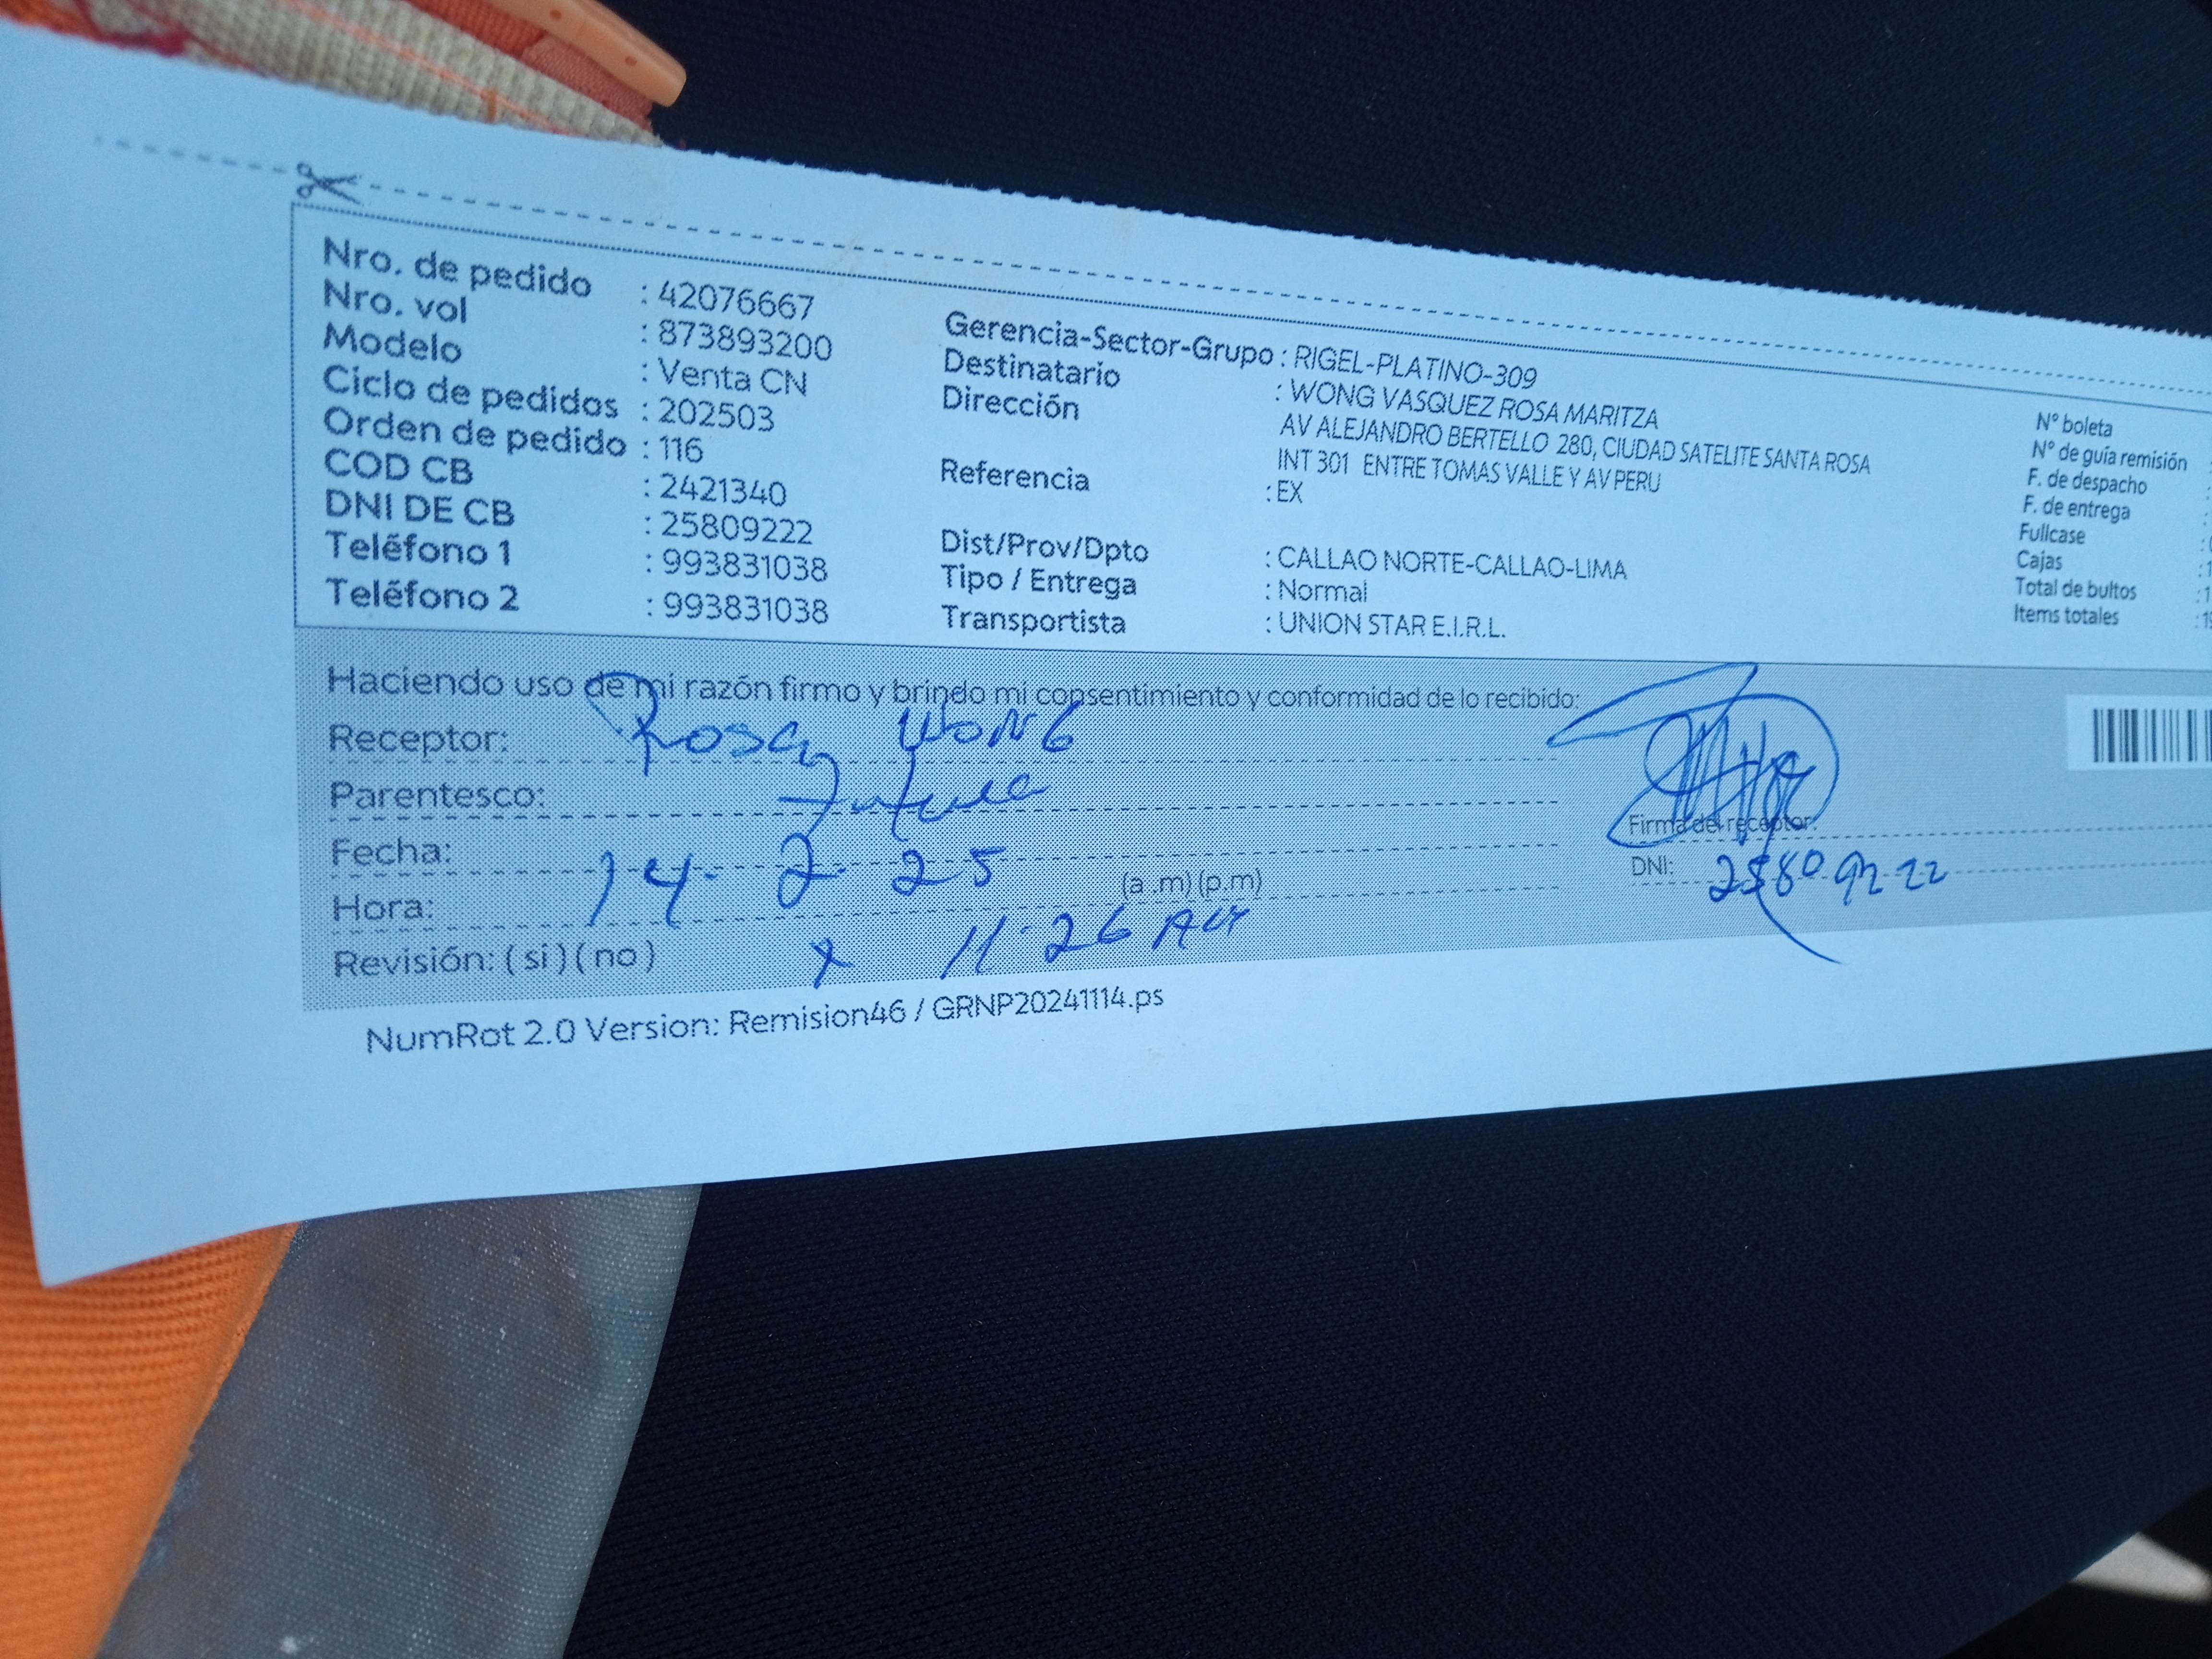 Nro. de pedido : 42076667
Nro. vol : 873893200
Modelo : Venta CN
Ciclo de pedidos : 202503
Orden de pedido : 116
COD CB : 2421340
DNI DE CB : 25809222
Teléfono 1 : 993831038
Teléfono 2 : 993831038
Gerencia-Sector-Grupo : RIGEL-PLATINO-309
Destinatario : WONG VASQUEZ ROSA MARITZA
Dirección AV ALEJANDRO BERTELLO 280, CIUDAD SATELITE SANTA ROSA
INT 301 ENTRE TOMAS VALLE Y AV PERU
Referencia : EX
Dist/Prov/Dpto : CALLAO NORTE-CALLAO-LIMA
Tipo / Entrega : Normal
Transportista : UNION STAR E.I.R.L.
N° boleta
N° de guía remisión
F. de despacho
F. de entrega
Fullcase
Cajas
Total de bultos
Items totales
Haciendo uso de mi razón firmo y brindo mi consentimiento y conformidad de lo recibido:
Receptor: Rosa WONG
Parentesco:
Fecha: 14-2-25
Hora: (a .m) (p.m) 11:26 AM
Revisión: ( si ) ( no ) x
Firma del receptor:
DNI: 25809222
NumRot 2.0 Version: Remision46 / GRNP20241114.ps